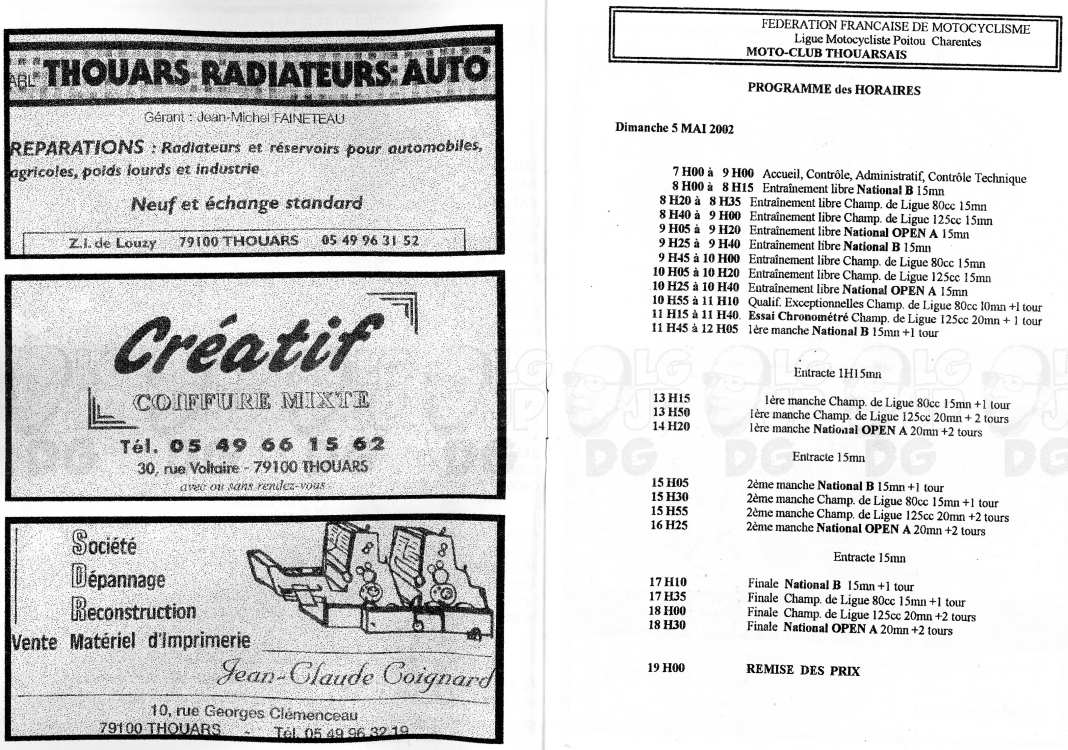 ARL THOUARS RADIATEURS AUTO
Gérant : Jean-Michel FAINETEAU
REPARATIONS : Radiateurs et réservoirs pour automobiles,
agricoles, poids lourds et industrie
Neuf et échange standard
Z.I. de Louzy 79100 THOUARS 05 49 96 31 52
Créatif
COIFFURE MIXTE
Tél. 05 49 66 15 62
30, rue Voltaire - 79100 THOUARS
avec ou sans rendez-vous
Société
Dépannage
Reconstruction
Vente Matériel d'Imprimerie
Jean-Claude Coignard
10, rue Georges Clémenceau
79100 THOUARS - Tél. 05 49 96 32 19
FEDERATION FRANCAISE DE MOTOCYCLISME
Ligue Motocycliste Poitou Charentes
MOTO-CLUB THOUARSAIS
PROGRAMME des HORAIRES
Dimanche 5 MAI 2002
7 H00 à 9 H00 Accueil, Contrôle, Administratif, Contrôle Technique
8 H00 à 8 H15 Entraînement libre National B 15mn
8 H20 à 8 H35 Entraînement libre Champ. de Ligue 80cc 15mn
8 H40 à 9 H00 Entraînement libre Champ. de Ligue 125cc 15mn
9 H05 à 9 H20 Entraînement libre National OPEN A 15mn
9 H25 à 9 H40 Entraînement libre National B 15mn
9 H45 à 10 H00 Entraînement libre Champ. de Ligue 80cc 15mn
10 H05 à 10 H20 Entraînement libre Champ. de Ligue 125cc 15mn
10 H25 à 10 H40 Entraînement libre National OPEN A 15mn
10 H55 à 11 H10 Qualif. Exceptionnelles Champ. de Ligue 80cc 10mn +1 tour
11 H15 à 11 H40. Essai Chronométré Champ. de Ligue 125cc 20mn + 1 tour
11 H45 à 12 H05 1ère manche National B 15mn +1 tour
Entracte 1H15mn
13 H15 1ère manche Champ. de Ligue 80cc 15mn +1 tour
13 H50 1ère manche Champ. de Ligue 125cc 20mn + 2 tours
14 H20 1ère manche National OPEN A 20mn +2 tours
Entracte 15mn
15 H05 2ème manche National B 15mn +1 tour
15 H30 2ème manche Champ. de Ligue 80cc 15mn +1 tour
15 H55 2ème manche Champ. de Ligue 125cc 20mn +2 tours
16 H25 2ème manche National OPEN A 20mn +2 tours
Entracte 15mn
17 H10 Finale National B 15mn +1 tour
17 H35 Finale Champ. de Ligue 80cc 15mn +1 tour
18 H00 Finale Champ. de Ligue 125cc 20mn +2 tours
18 H30 Finale National OPEN A 20mn +2 tours
19 H00 REMISE DES PRIX